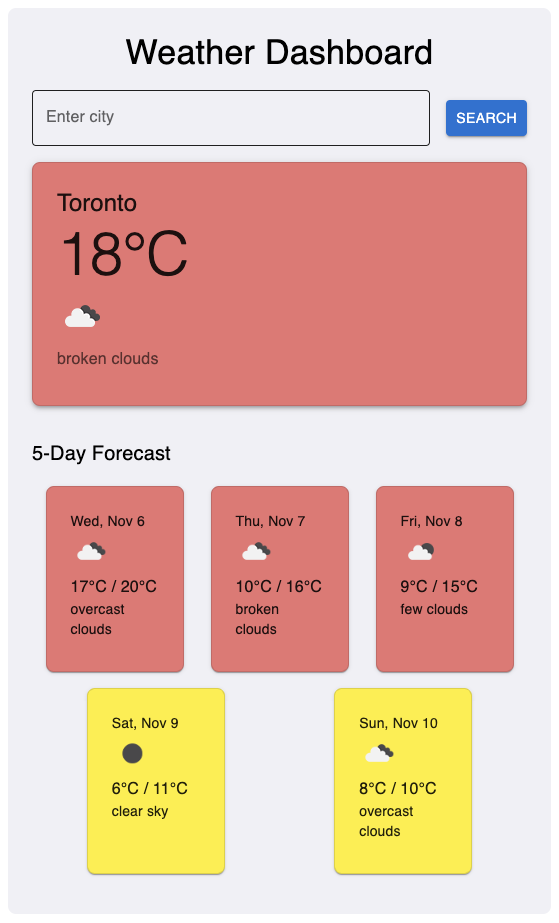 Weather Dashboard
Enter city
SEARCH
Toronto
18°C
broken clouds
5-Day Forecast
Wed, Nov 6
17°C / 20°C
overcast
clouds
Thu, Nov 7
10°C / 16°C
broken
clouds
Fri, Nov 8
9°C / 15°C
few clouds
Sat, Nov 9
6°C / 11°C
clear sky
Sun, Nov 10
8°C / 10°C
overcast
clouds